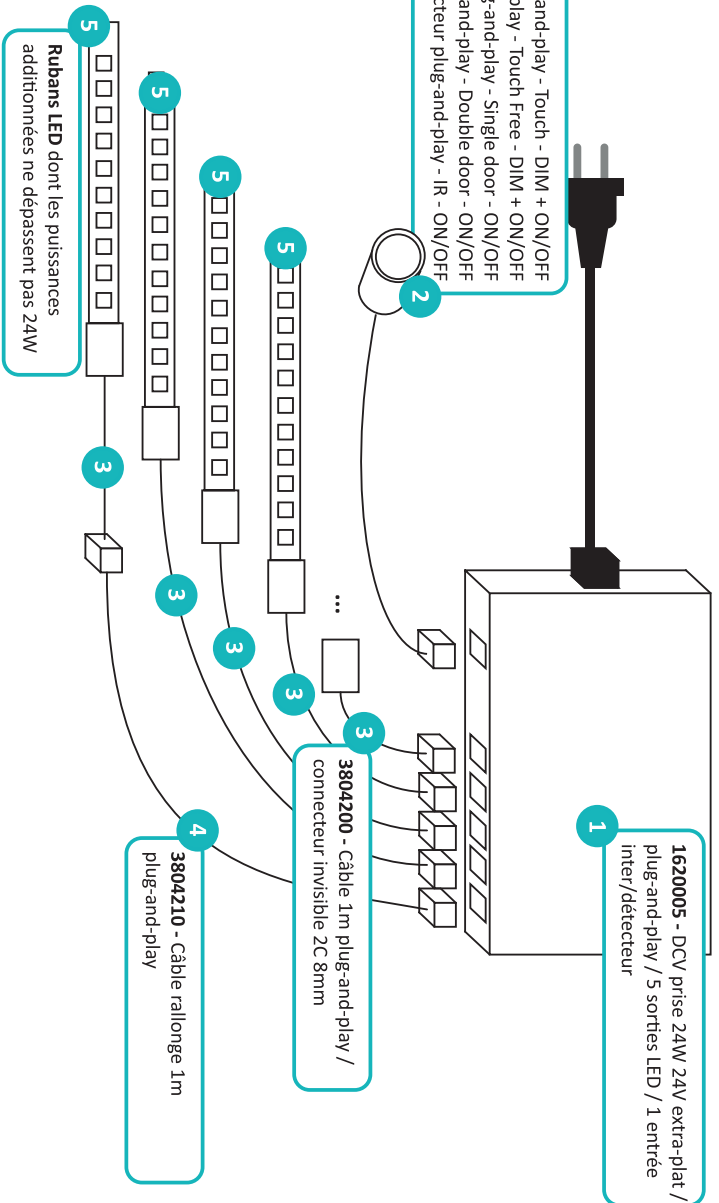 1620005 - DCV prise 24W 24V extra-plat /
plug-and-play / 5 sorties LED / 1 entrée
inter/détecteur
1
and-play - Touch - DIM + ON/OFF
play - Touch Free - DIM + ON/OFF
g-and-play - Single door - ON/OFF
and-play - Double door - ON/OFF
cteur plug-and-play - IR - ON/OFF
2
3
3804200 - Câble 1m plug-and-play /
connecteur invisible 2C 8mm
...
5
3
5
3
5
3
4
3804210 - Câble rallonge 1m
plug-and-play
5
3
Rubans LED dont les puissances
additionnées ne dépassent pas 24W